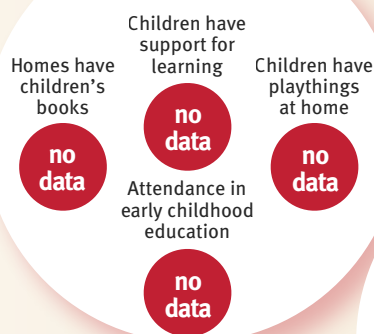 Children have
support for
learning
no
data
Homes have
children's
books
no
data
Children have
playthings
at home
no
data
Attendance in
early childhood
education
no
data